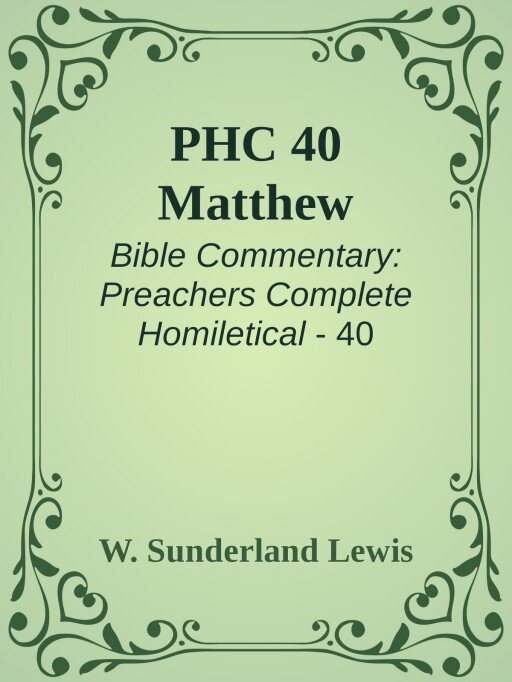 PHC 40
Matthew
Bible Commentary:
Preachers Complete
Homiletical - 40
W. Sunderland Lewis